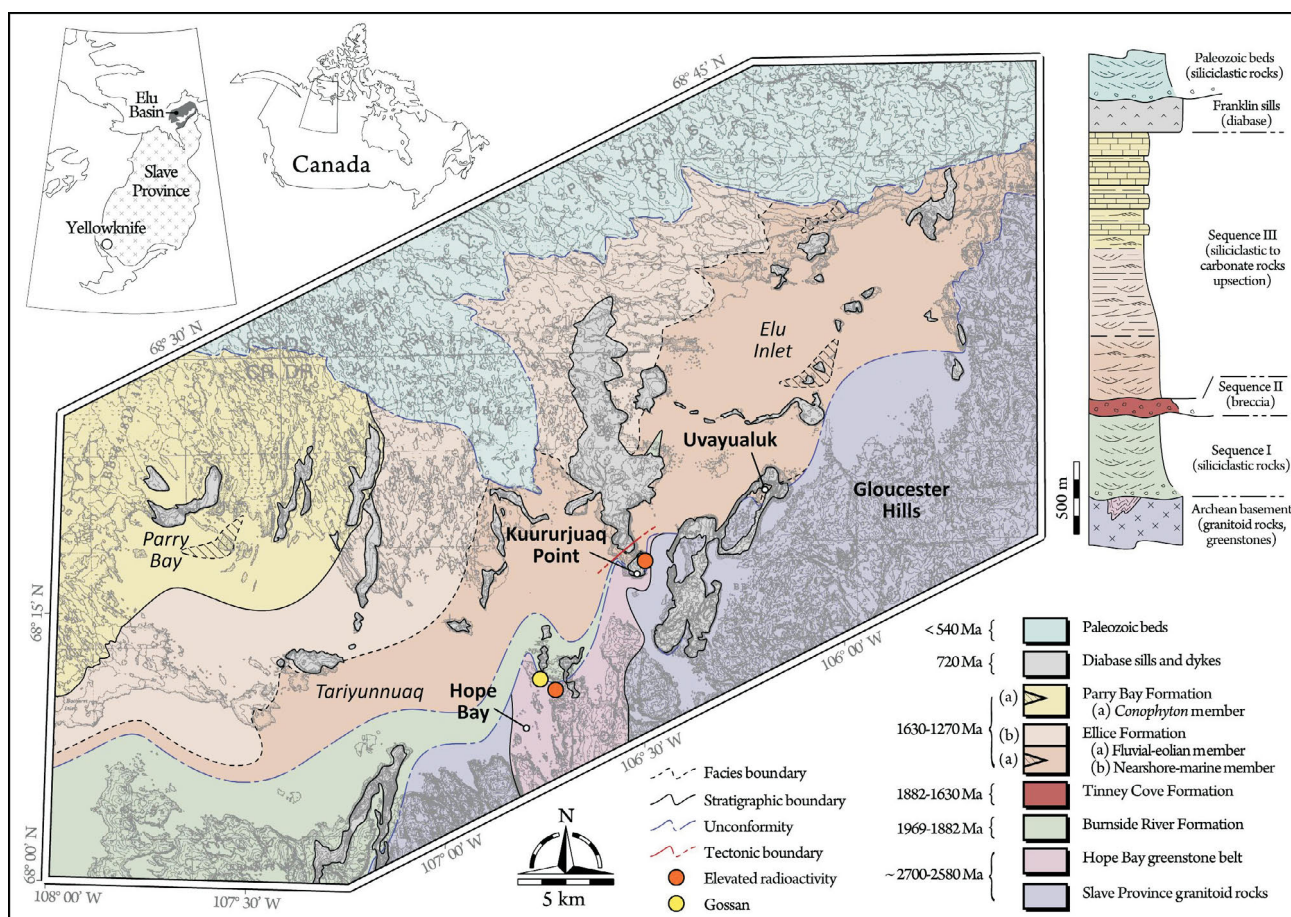 Elu
Basin
Slave
Province
Yellowknife
Canada
68° 45' N
68° 30' N
68° 15' N
68° 00' N
108° 00' W
107° 30' W
107° 00' W
106° 30' W
106° 00' W
Elu
Inlet
Uvayualuk
Gloucester
Hills
Kuururjuaq
Point
Parry
Bay
Tariyunnuaq
Hope
Bay
Paleozoic beds
(siliciclastic rocks)
Franklin sills
(diabase)
Sequence III
(siliciclastic to
carbonate rocks
upsection)
Sequence II
(breccia)
Sequence I
(siliciclastic rocks)
Archean basement
(granitoid rocks,
greenstones)
500 m
Facies boundary
Stratigraphic boundary
Unconformity
Tectonic boundary
Elevated radioactivity
Gossan
N
5 km
< 540 Ma { Paleozoic beds
720 Ma { Diabase sills and dykes
1630-1270 Ma {
(a) Parry Bay Formation
(a) Conophyton member
(b) Ellice Formation
(a) Fluvial-eolian member
(a) (b) Nearshore-marine member
1882-1630 Ma { Tinney Cove Formation
1969-1882 Ma { Burnside River Formation
~ 2700-2580 Ma { Hope Bay greenstone belt
Slave Province granitoid rocks